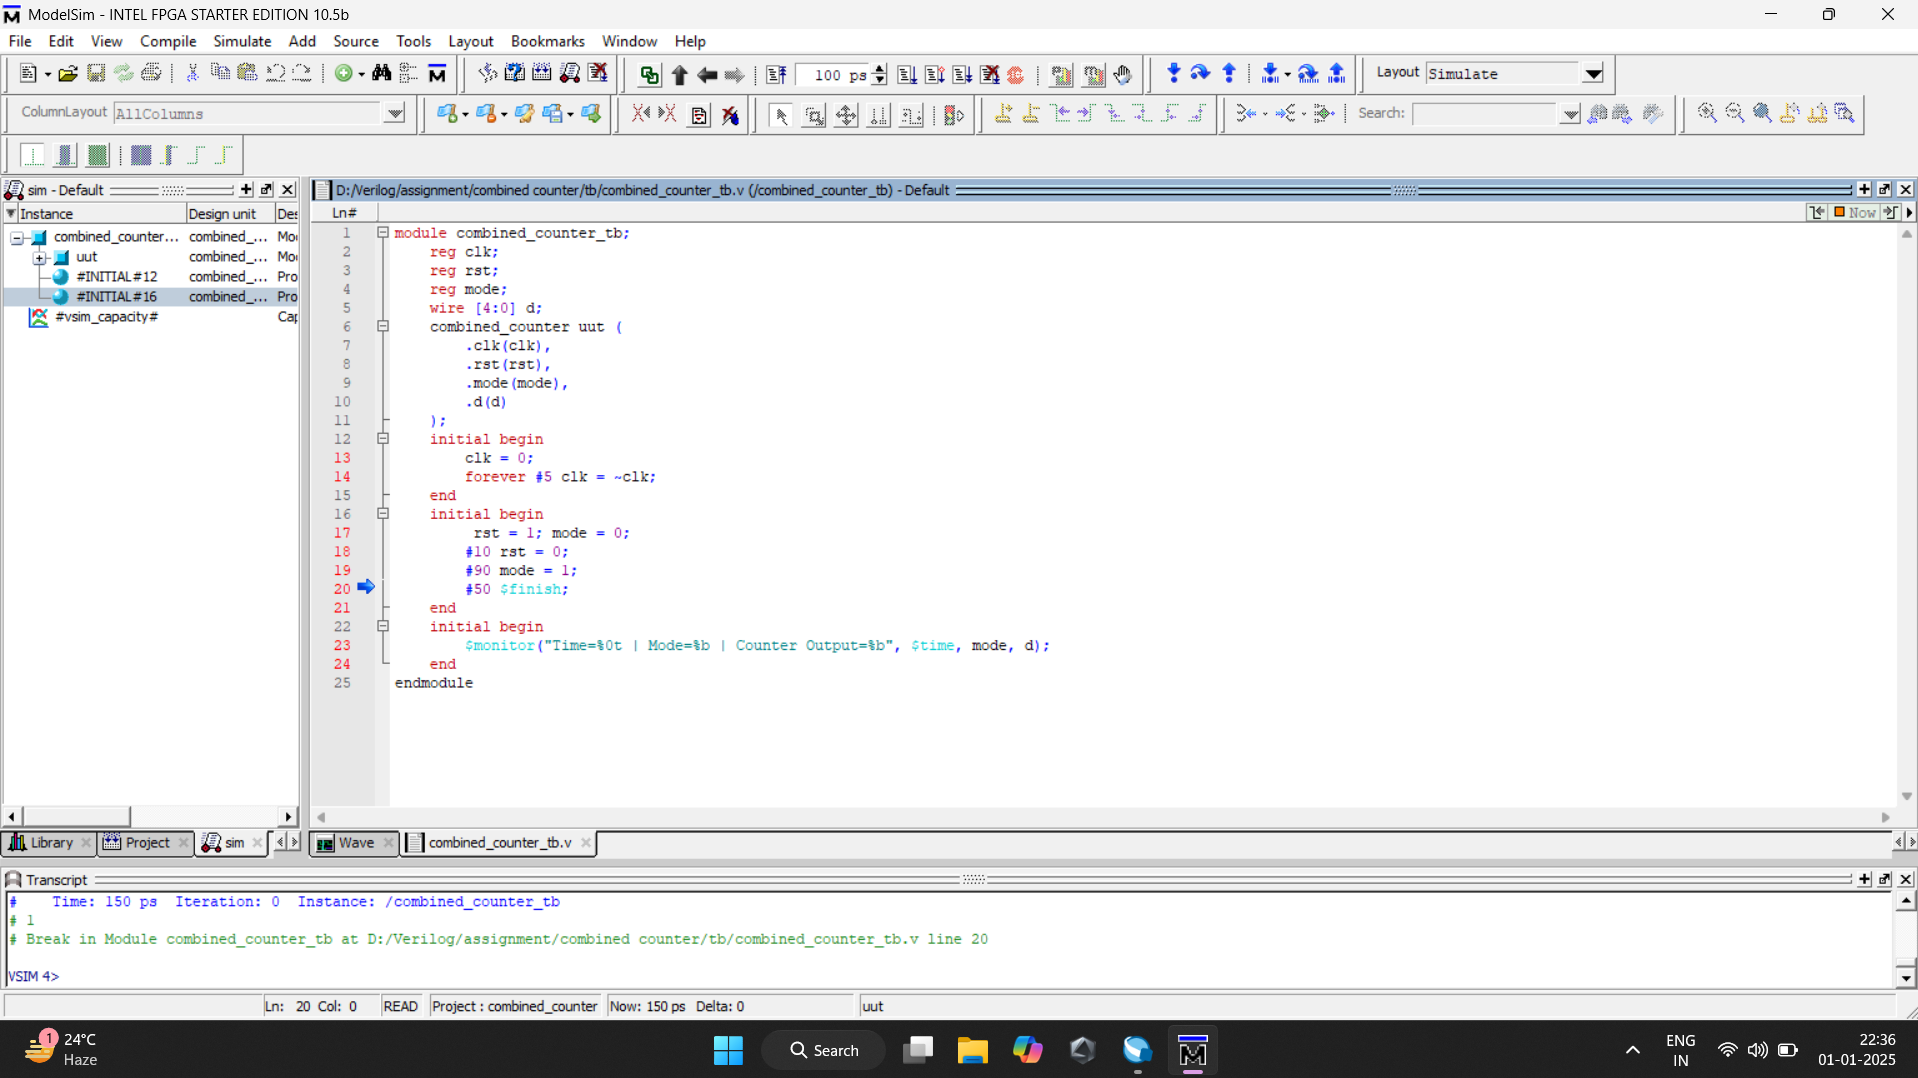 ModelSim - INTEL FPGA STARTER EDITION 10.5b
File Edit View Compile Simulate Add Source Tools Layout Bookmarks Window Help
100 ps
Layout Simulate
ColumnLayout AllColumns
Search:
sim - Default
D:/Verilog/assignment/combined counter/tb/combined_counter_tb.v (/combined_counter_tb) - Default
Instance Design unit Des
Ln#
Now
combined_counter... combined_... Mo
uut combined_... Mo
#INITIAL#12 combined_... Pro
#INITIAL#16 combined_... Pro
#vsim_capacity# Cap
1 module combined_counter_tb;
2 reg clk;
3 reg rst;
4 reg mode;
5 wire [4:0] d;
6 combined_counter uut (
7 .clk(clk),
8 .rst(rst),
9 .mode(mode),
10 .d(d)
11 );
12 initial begin
13 clk = 0;
14 forever #5 clk = ~clk;
15 end
16 initial begin
17 rst = 1; mode = 0;
18 #10 rst = 0;
19 #90 mode = 1;
20 #50 $finish;
21 end
22 initial begin
23 $monitor("Time=%0t | Mode=%b | Counter Output=%b", $time, mode, d);
24 end
25 endmodule
Library Project sim
Wave combined_counter_tb.v
Transcript
# Time: 150 ps Iteration: 0 Instance: /combined_counter_tb
# 1
# Break in Module combined_counter_tb at D:/Verilog/assignment/combined counter/tb/combined_counter_tb.v line 20
VSIM 4>
Ln: 20 Col: 0 READ Project : combined_counter Now: 150 ps Delta: 0 uut
1
24°C
Haze
Search
ENG
IN
22:36
01-01-2025